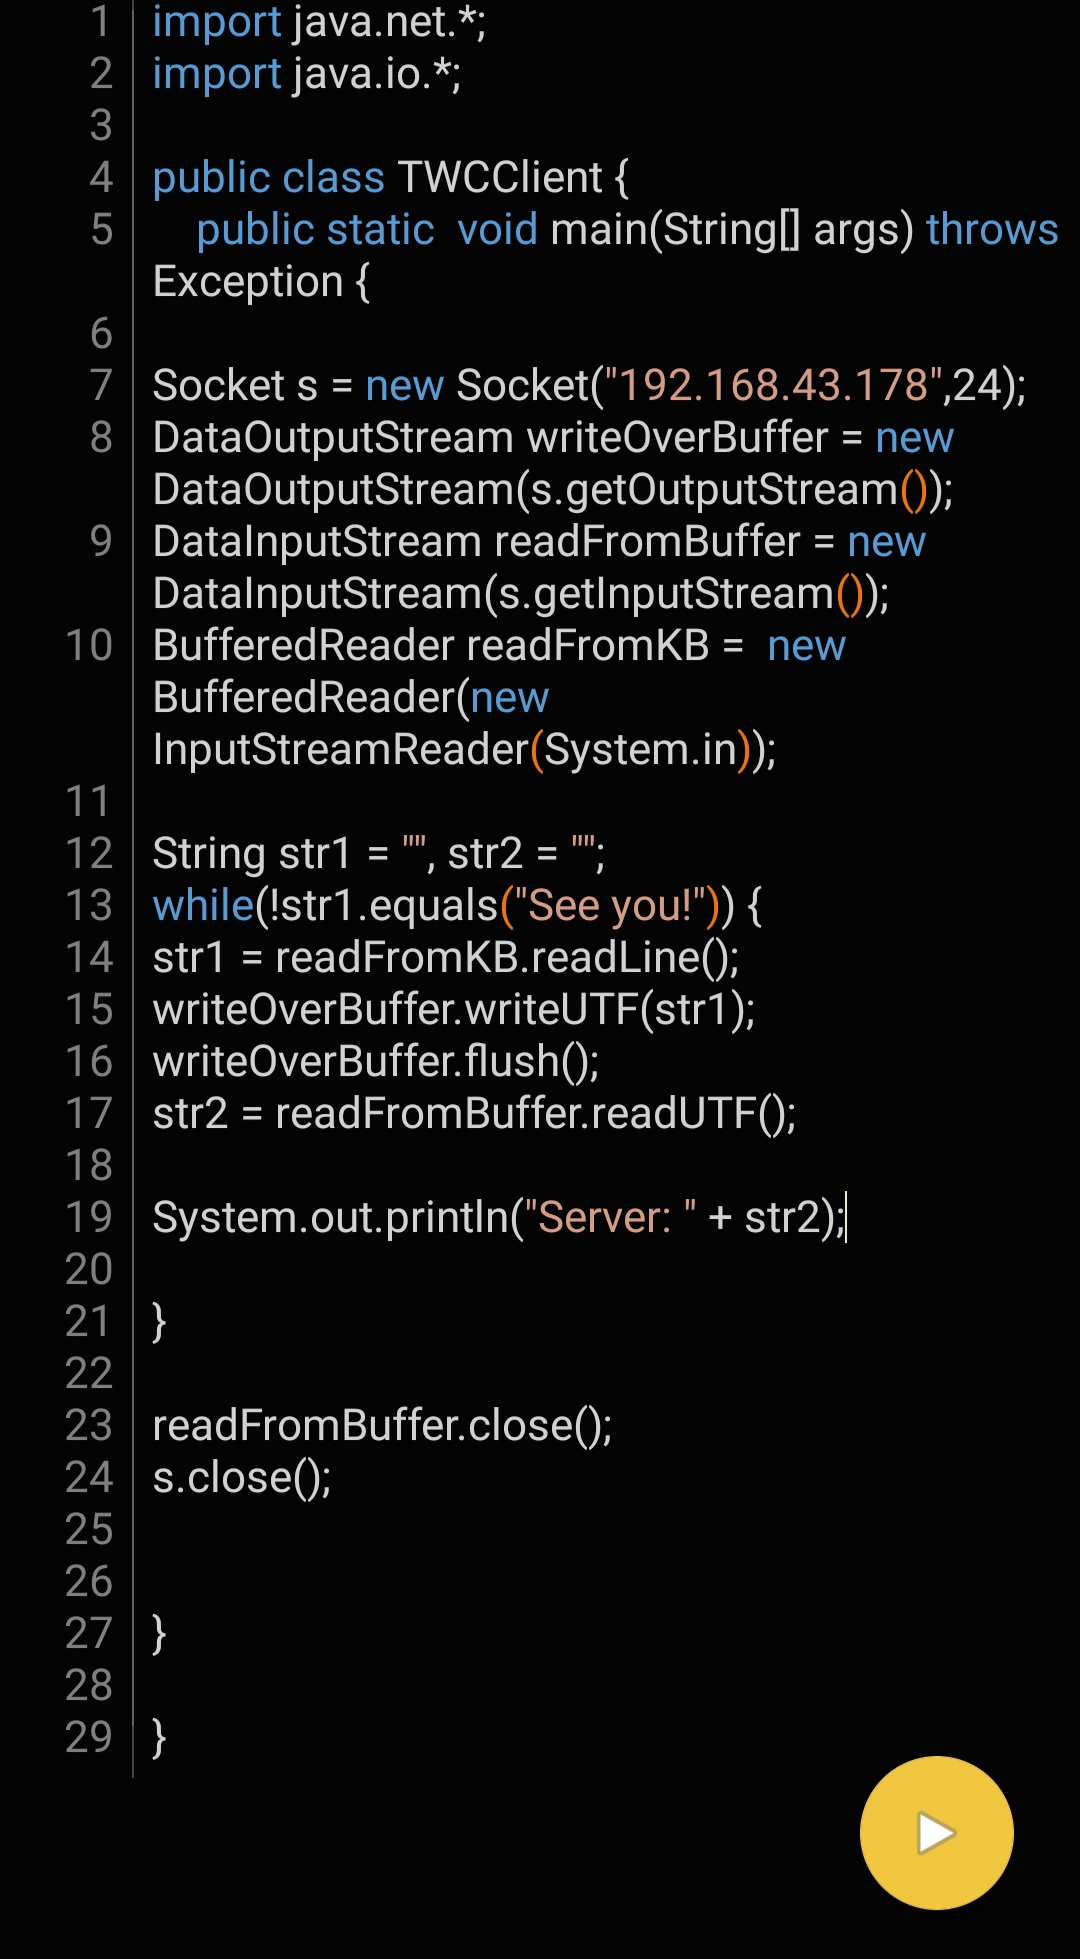 1 import java.net.*;
2 import java.io.*;
3
4 public class TWCClient {
5     public static  void main(String[] args) throws
Exception {
6
7 Socket s = new Socket("192.168.43.178",24);
8 DataOutputStream writeOverBuffer = new
DataOutputStream(s.getOutputStream());
9 DataInputStream readFromBuffer = new
DataInputStream(s.getInputStream());
10 BufferedReader readFromKB =  new
BufferedReader(new
InputStreamReader(System.in));
11
12 String str1 = "", str2 = "";
13 while(!str1.equals("See you!")) {
14 str1 = readFromKB.readLine();
15 writeOverBuffer.writeUTF(str1);
16 writeOverBuffer.flush();
17 str2 = readFromBuffer.readUTF();
18
19 System.out.println("Server: " + str2);
20
21 }
22
23 readFromBuffer.close();
24 s.close();
25
26
27 }
28
29 }